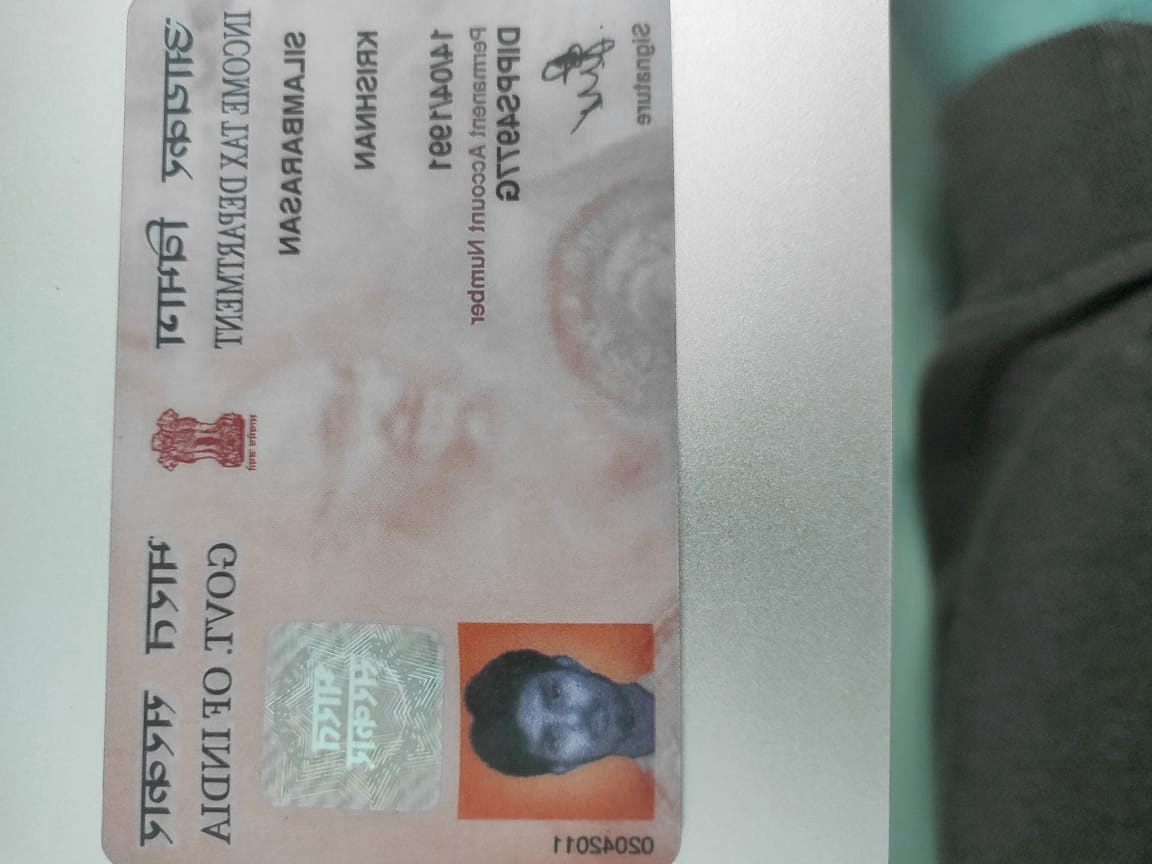 आयकर विभाग
INCOME TAX DEPARTMENT
भारत सरकार
GOVT. OF INDIA
SILAMBARASAN
KRISHNAN
14/04/1991
Permanent Account Number
Signature
सत्यमेव जयते
भारत
सरकार
02042011